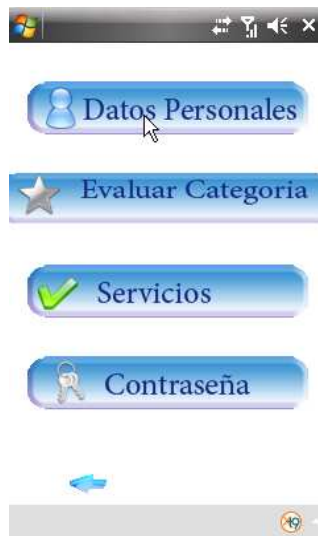 Datos Personales
Evaluar Categoria
Servicios
Contraseña